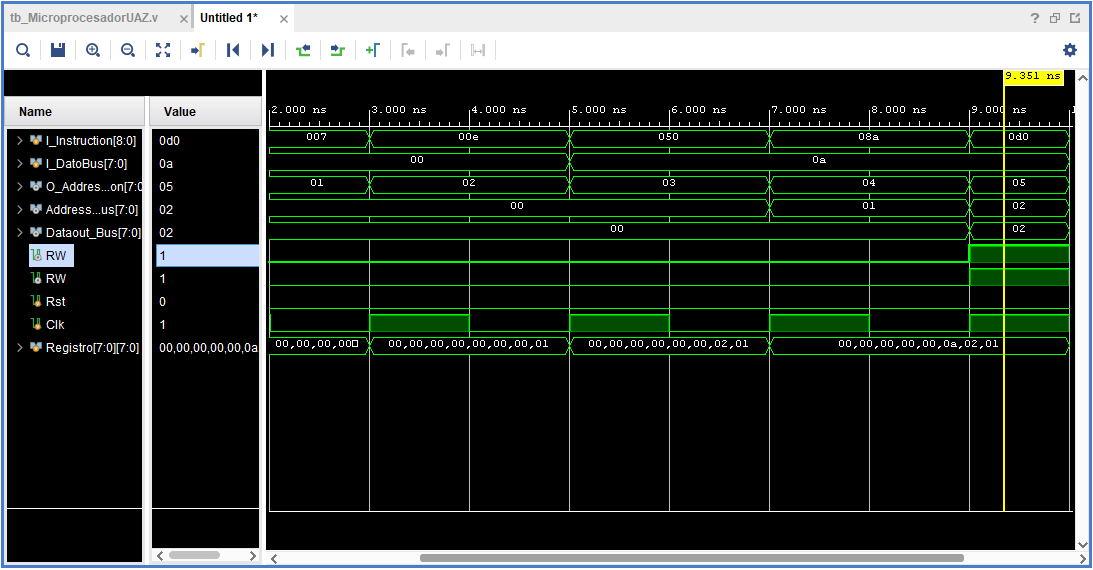 tb_MicroprocesadorUAZ.v × Untitled 1* ×
?
9.351 ns
Name Value
2.000 ns 3.000 ns 4.000 ns 5.000 ns 6.000 ns 7.000 ns 8.000 ns 9.000 ns 1
I_Instruction[8:0] 0d0 007 00e 050 08a 0d0
I_DatoBus[7:0] 0a 00 0a
O_Addres...on[7:0 05 01 02 03 04 05
Address...us[7:0] 02 00 01 02
Dataout_Bus[7:0] 02 00 02
RW 1
RW 1
Rst 0
Clk 1
Registro[7:0][7:0] 00,00,00,00,00,0a 00,00,00,00 00,00,00,00,00,00,00,01 00,00,00,00,00,00,02,01 00,00,00,00,00,0a,02,01